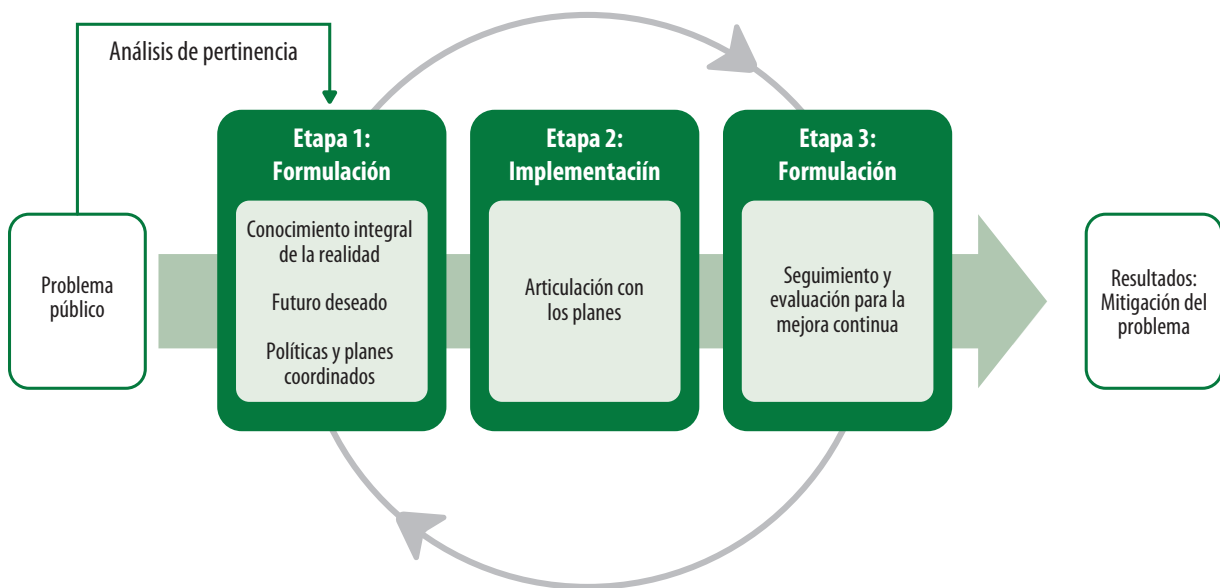 Análisis de pertinencia
Problema
público
Etapa 1:
Formulación
Conocimiento integral
de la realidad
Futuro deseado
Políticas y planes
coordinados
Etapa 2:
Implementaciín
Articulación con
los planes
Etapa 3:
Formulación
Seguimiento y
evaluación para la
mejora continua
Resultados:
Mitigación del
problema